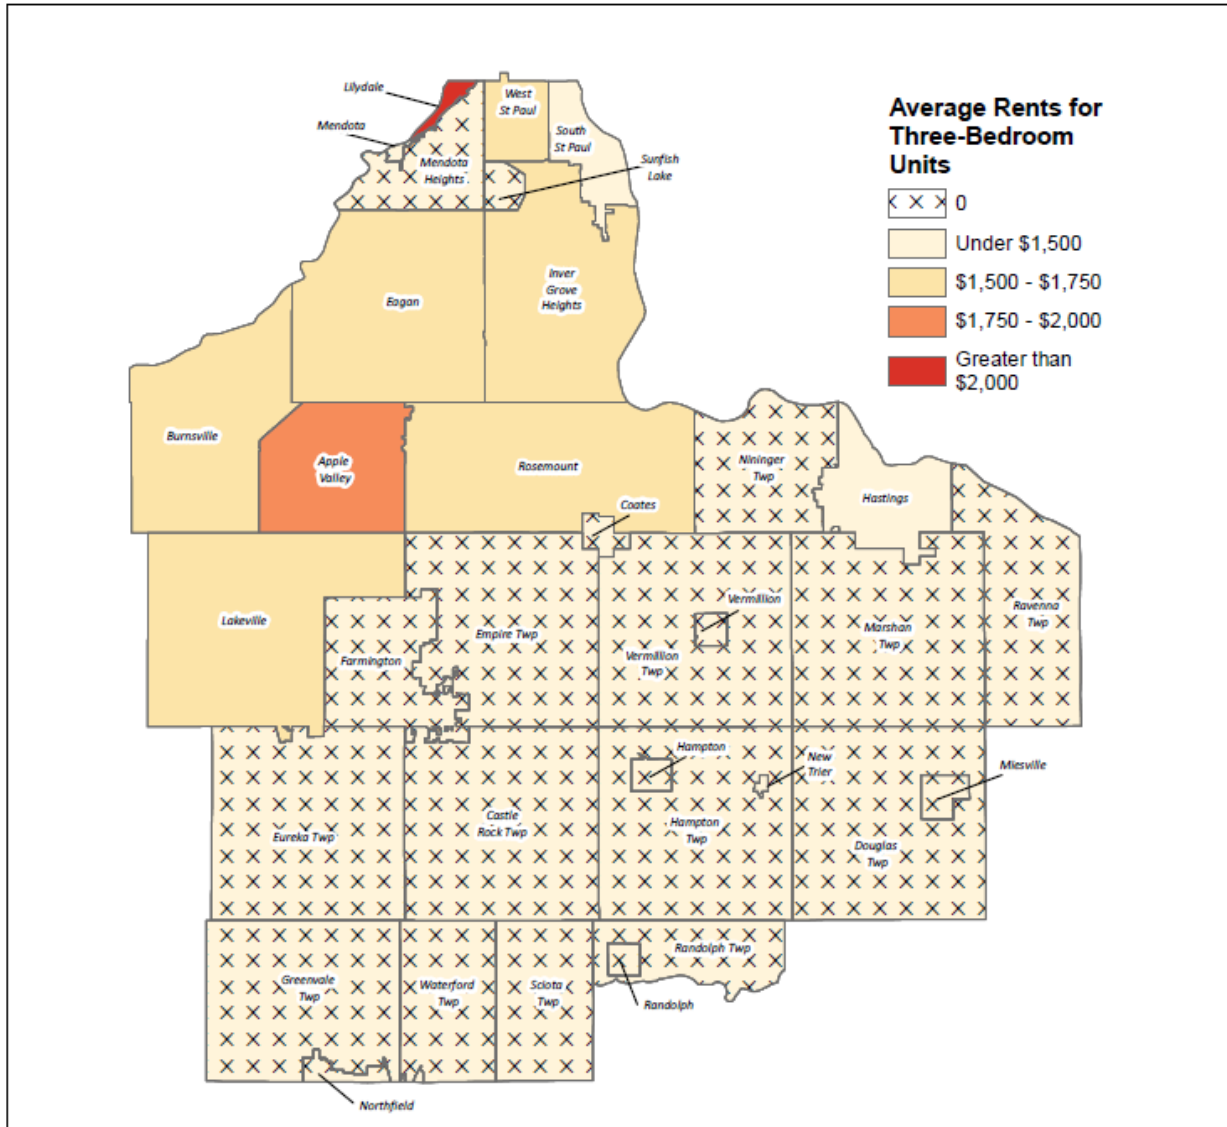 Average Rents for
Three-Bedroom
Units
0
Under $1,500
$1,500 - $1,750
$1,750 - $2,000
Greater than
$2,000
Lilydale
West
St Paul
Mendota
South
St Paul
Mendota
Heights
Sunfish
Lake
Eagan
Inver
Grove
Heights
Burnsville
Apple
Valley
Rosemount
Nininger
Twp
Hastings
Coates
Lakeville
Farmington
Empire Twp
Vermillion
Vermillion
Twp
Marshan
Twp
Ravenna
Twp
Eureka Twp
Castle
Rock Twp
Hampton
New
Trier
Hampton
Twp
Miesville
Douglas
Twp
Greenvale
Twp
Waterford
Twp
Sciota
Twp
Randolph Twp
Randolph
Northfield